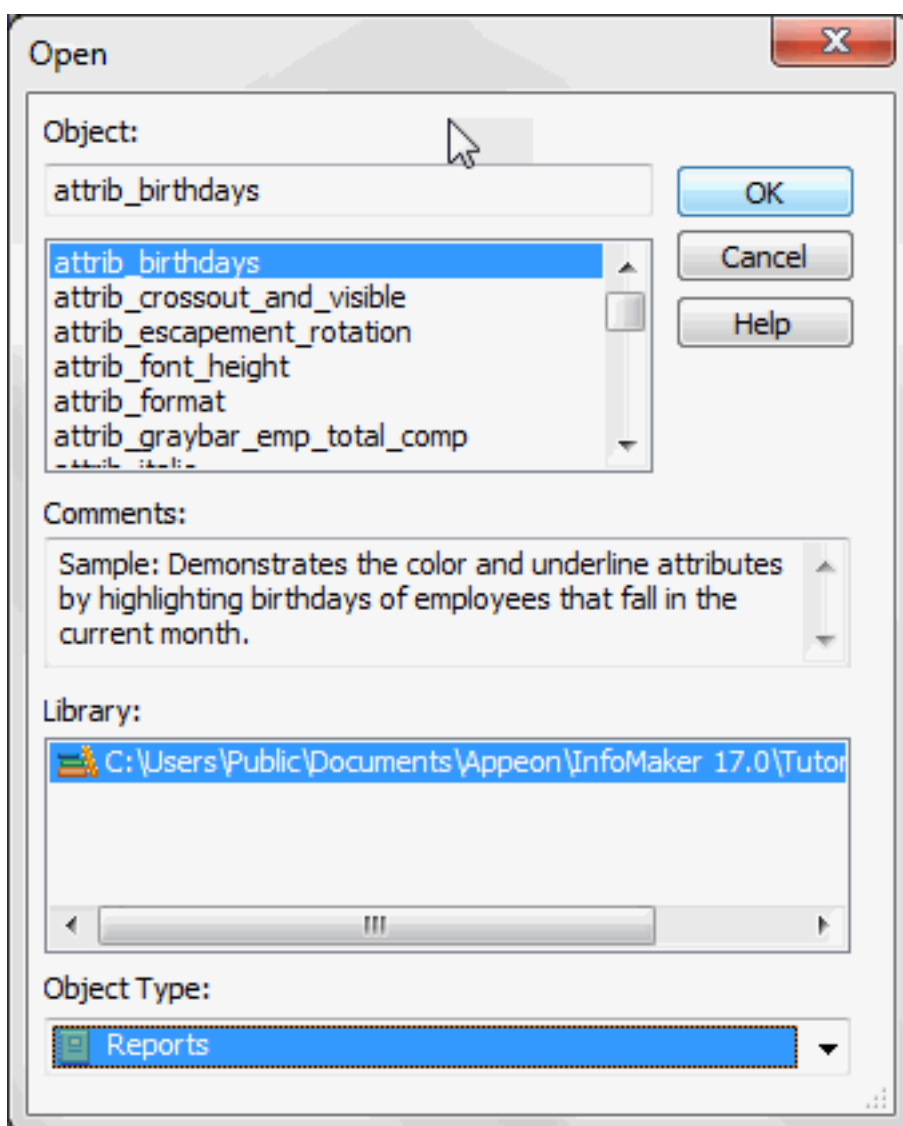 Open
Object:
attrib_birthdays
OK
attrib_birthdays
Cancel
attrib_crossout_and_visible
attrib_escapement_rotation
Help
attrib_font_height
attrib_format
attrib_graybar_emp_total_comp
Comments:
Sample: Demonstrates the color and underline attributes
by highlighting birthdays of employees that fall in the
current month.
Library:
C:\Users\Public\Documents\Appeon\InfoMaker 17.0\Tutor
Object Type:
Reports